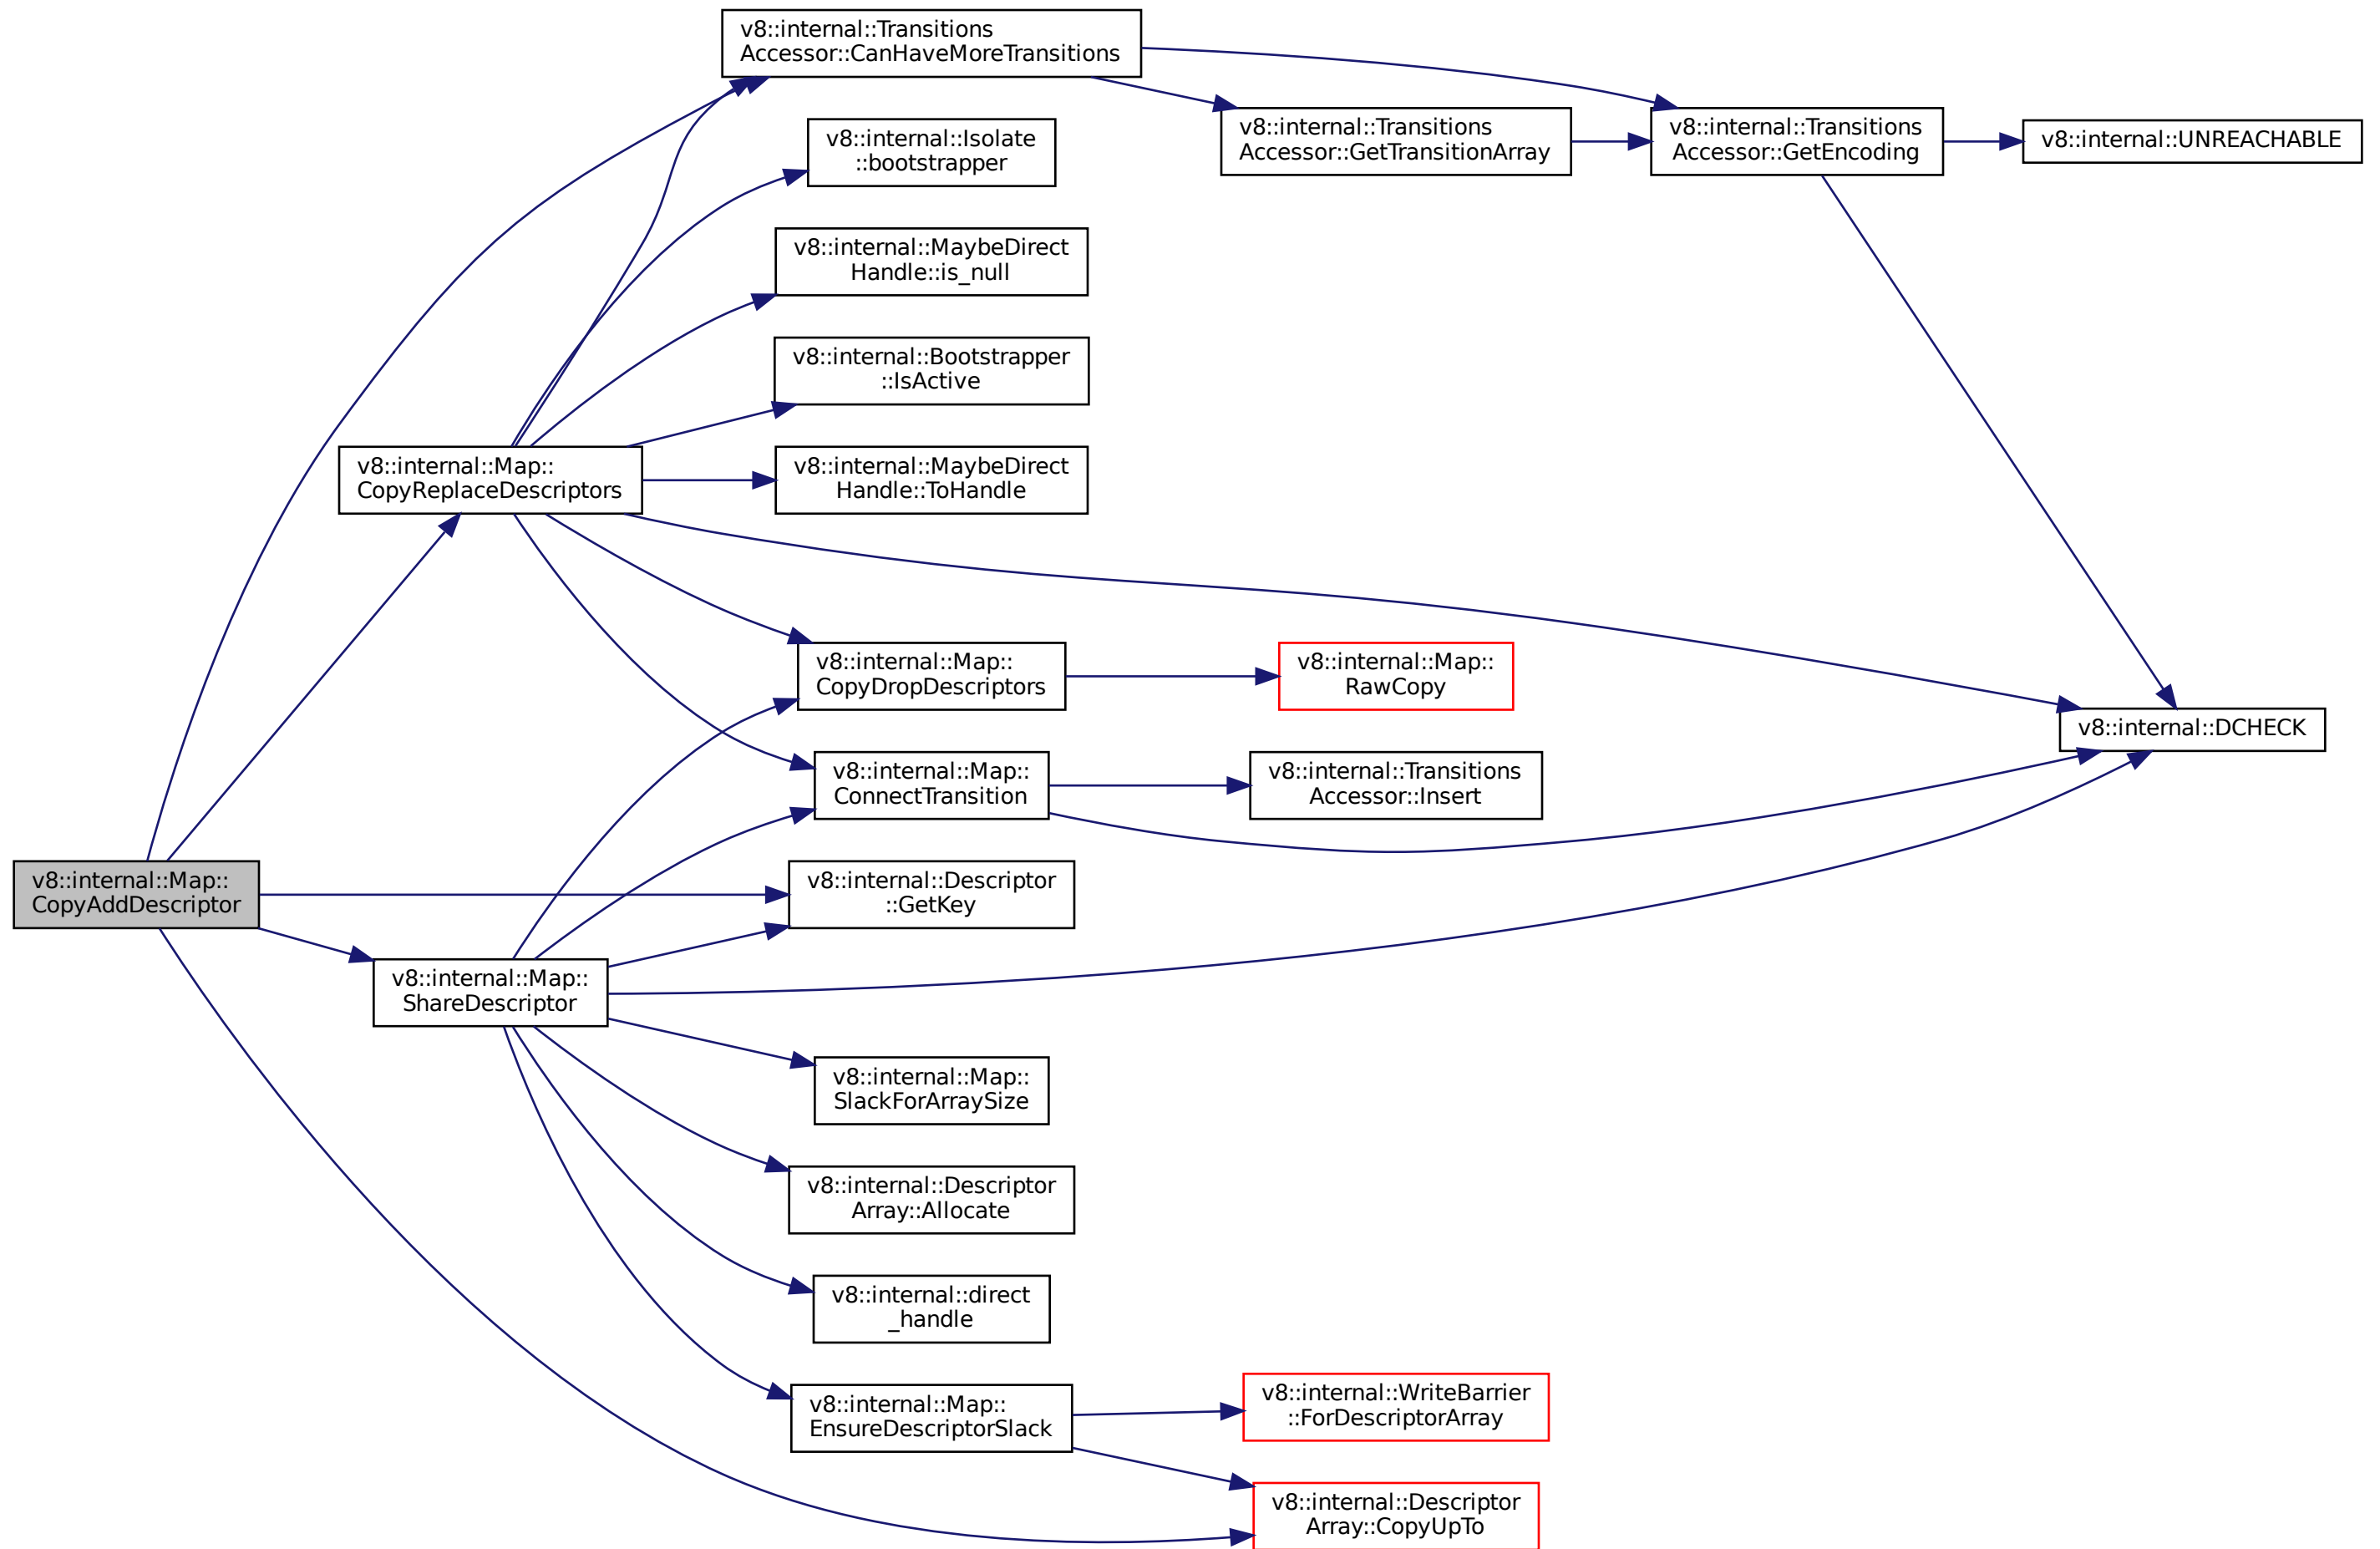 v8::internal::Transitions
Accessor::CanHaveMoreTransitions
v8::internal::Isolate
::bootstrapper
v8::internal::Transitions
Accessor::GetTransitionArray
v8::internal::Transitions
Accessor::GetEncoding
v8::internal::UNREACHABLE
v8::internal::MaybeDirect
Handle::is_null
v8::internal::Bootstrapper
::IsActive
v8::internal::Map::
CopyReplaceDescriptors
v8::internal::MaybeDirect
Handle::ToHandle
v8::internal::Map::
CopyDropDescriptors
v8::internal::Map::
RawCopy
v8::internal::DCHECK
v8::internal::Map::
ConnectTransition
v8::internal::Transitions
Accessor::Insert
v8::internal::Map::
CopyAddDescriptor
v8::internal::Descriptor
::GetKey
v8::internal::Map::
ShareDescriptor
v8::internal::Map::
SlackForArraySize
v8::internal::Descriptor
Array::Allocate
v8::internal::direct
_handle
v8::internal::Map::
EnsureDescriptorSlack
v8::internal::WriteBarrier
::ForDescriptorArray
v8::internal::Descriptor
Array::CopyUpTo